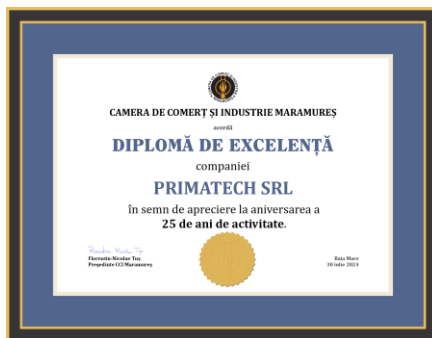 CAMERA DE COMERȚ ȘI INDUSTRIE MARAMUREȘ
acordă
DIPLOMĂ DE EXCELENȚĂ
companiei
PRIMATECH SRL
în semn de apreciere la aniversarea a
25 de ani de activitate.
Florentin-Nicolae Tuș
Președinte CCI Maramureș
Baia Mare
30 iulie 2024